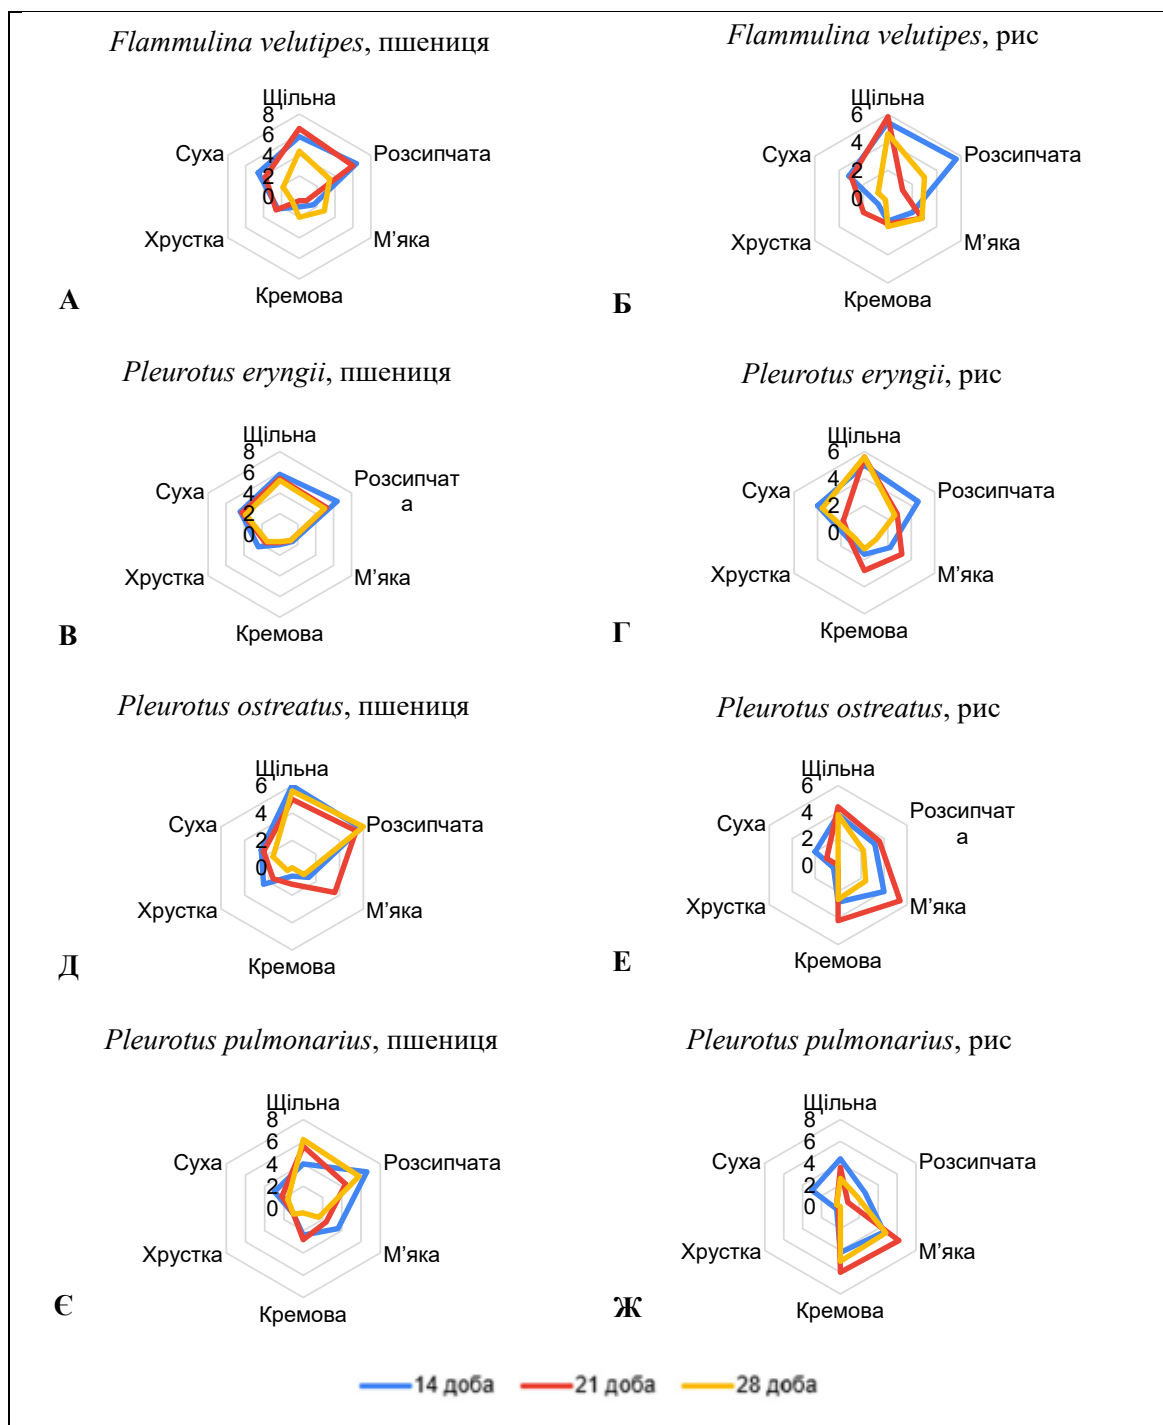 Flammulina velutipes, пшениця
Щільна
8
6
4
2
0
Розсипчата
М’яка
Кремова
Хрустка
Суха
А
Flammulina velutipes, рис
Щільна
6
4
2
0
Розсипчата
М’яка
Кремова
Хрустка
Суха
Б
Pleurotus eryngii, пшениця
Щільна
8
6
4
2
0
Розсипчат
а
М’яка
Кремова
Хрустка
Суха
В
Pleurotus eryngii, рис
Щільна
6
4
2
0
Розсипчата
М’яка
Кремова
Хрустка
Суха
Г
Pleurotus ostreatus, пшениця
Щільна
6
4
2
0
Розсипчата
М’яка
Кремова
Хрустка
Суха
Д
Pleurotus ostreatus, рис
Щільна
6
4
2
0
Розсипчат
а
М’яка
Кремова
Хрустка
Суха
Е
Pleurotus pulmonarius, пшениця
Щільна
8
6
4
2
0
Розсипчата
М’яка
Кремова
Хрустка
Суха
Є
Pleurotus pulmonarius, рис
Щільна
8
6
4
2
0
Розсипчата
М’яка
Кремова
Хрустка
Суха
Ж
14 доба 21 доба 28 доба